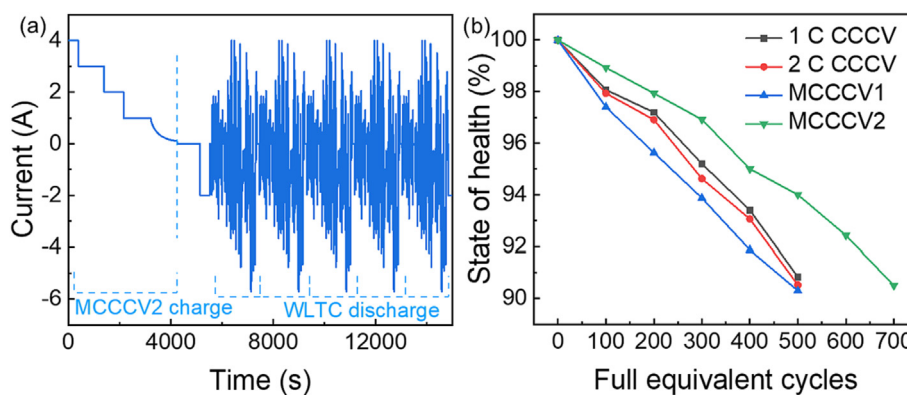 (a)
Current (A)
4
2
0
-2
-4
-6
MCCCV2 charge
WLTC discharge
0
4000
8000
12000
Time (s)
(b)
State of health (%)
100
98
96
94
92
90
1 C CCCV
2 C CCCV
MCCCV1
MCCCV2
0
100
200
300
400
500
600
700
Full equivalent cycles